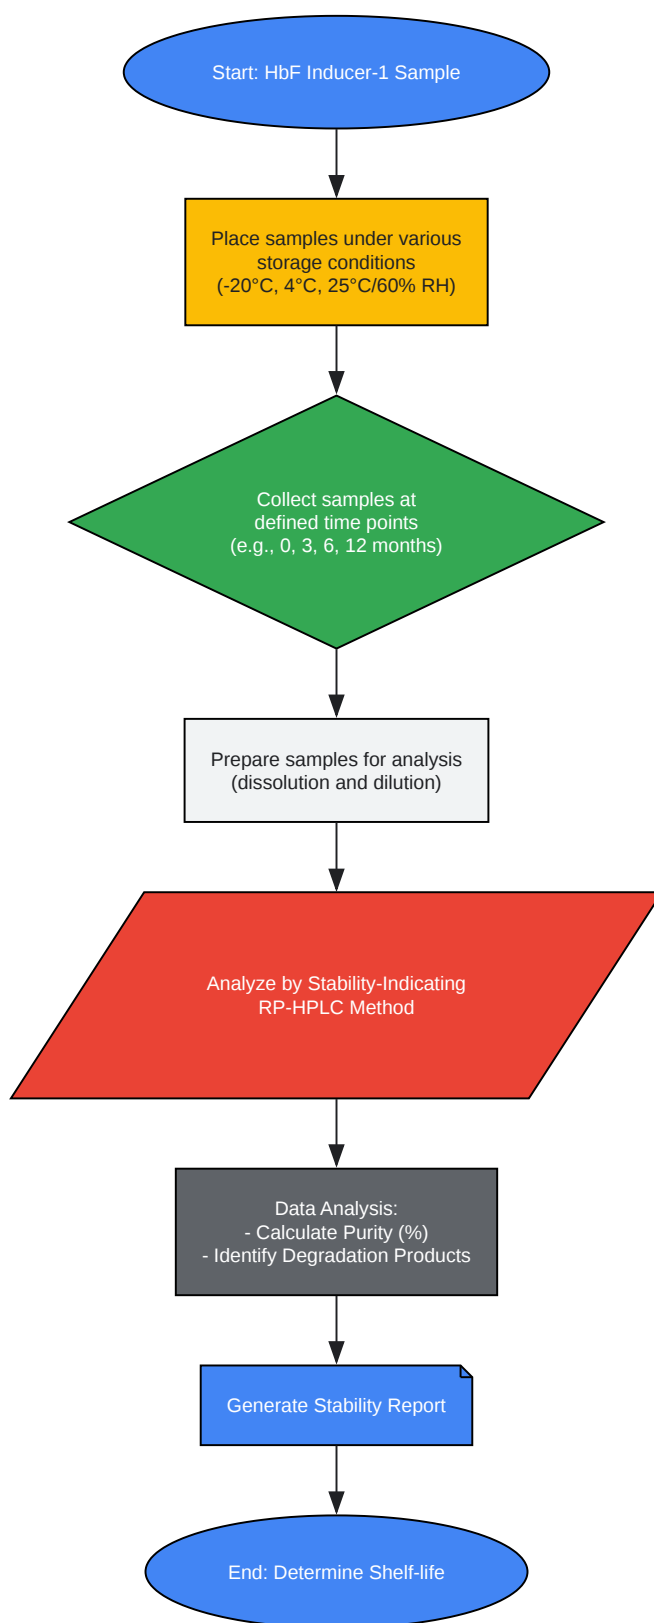 Start: HbF Inducer-1 Sample
Place samples under various
storage conditions
(-20°C, 4°C, 25°C/60% RH)
Collect samples at
defined time points
(e.g., 0, 3, 6, 12 months)
Prepare samples for analysis
(dissolution and dilution)
Analyze by Stability-Indicating
RP-HPLC Method
Data Analysis:
- Calculate Purity (%)
- Identify Degradation Products
Generate Stability Report
End: Determine Shelf-life